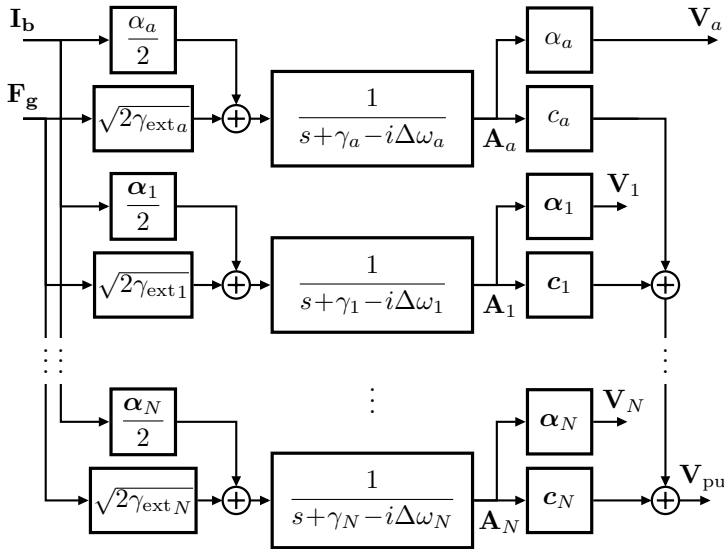 I_b α_a/2 α_a V_a
F_g √2γ_ext_a + 1/(s+γ_a−iΔω_a) A_a c_a
α_1/2 α_1 V_1
√2γ_ext1 + 1/(s+γ_1−iΔω_1) A_1 c_1 +
⋮ ⋮ ⋮ ⋮
α_N/2 α_N V_N
√2γ_ext_N + 1/(s+γ_N−iΔω_N) A_N c_N + V_pu